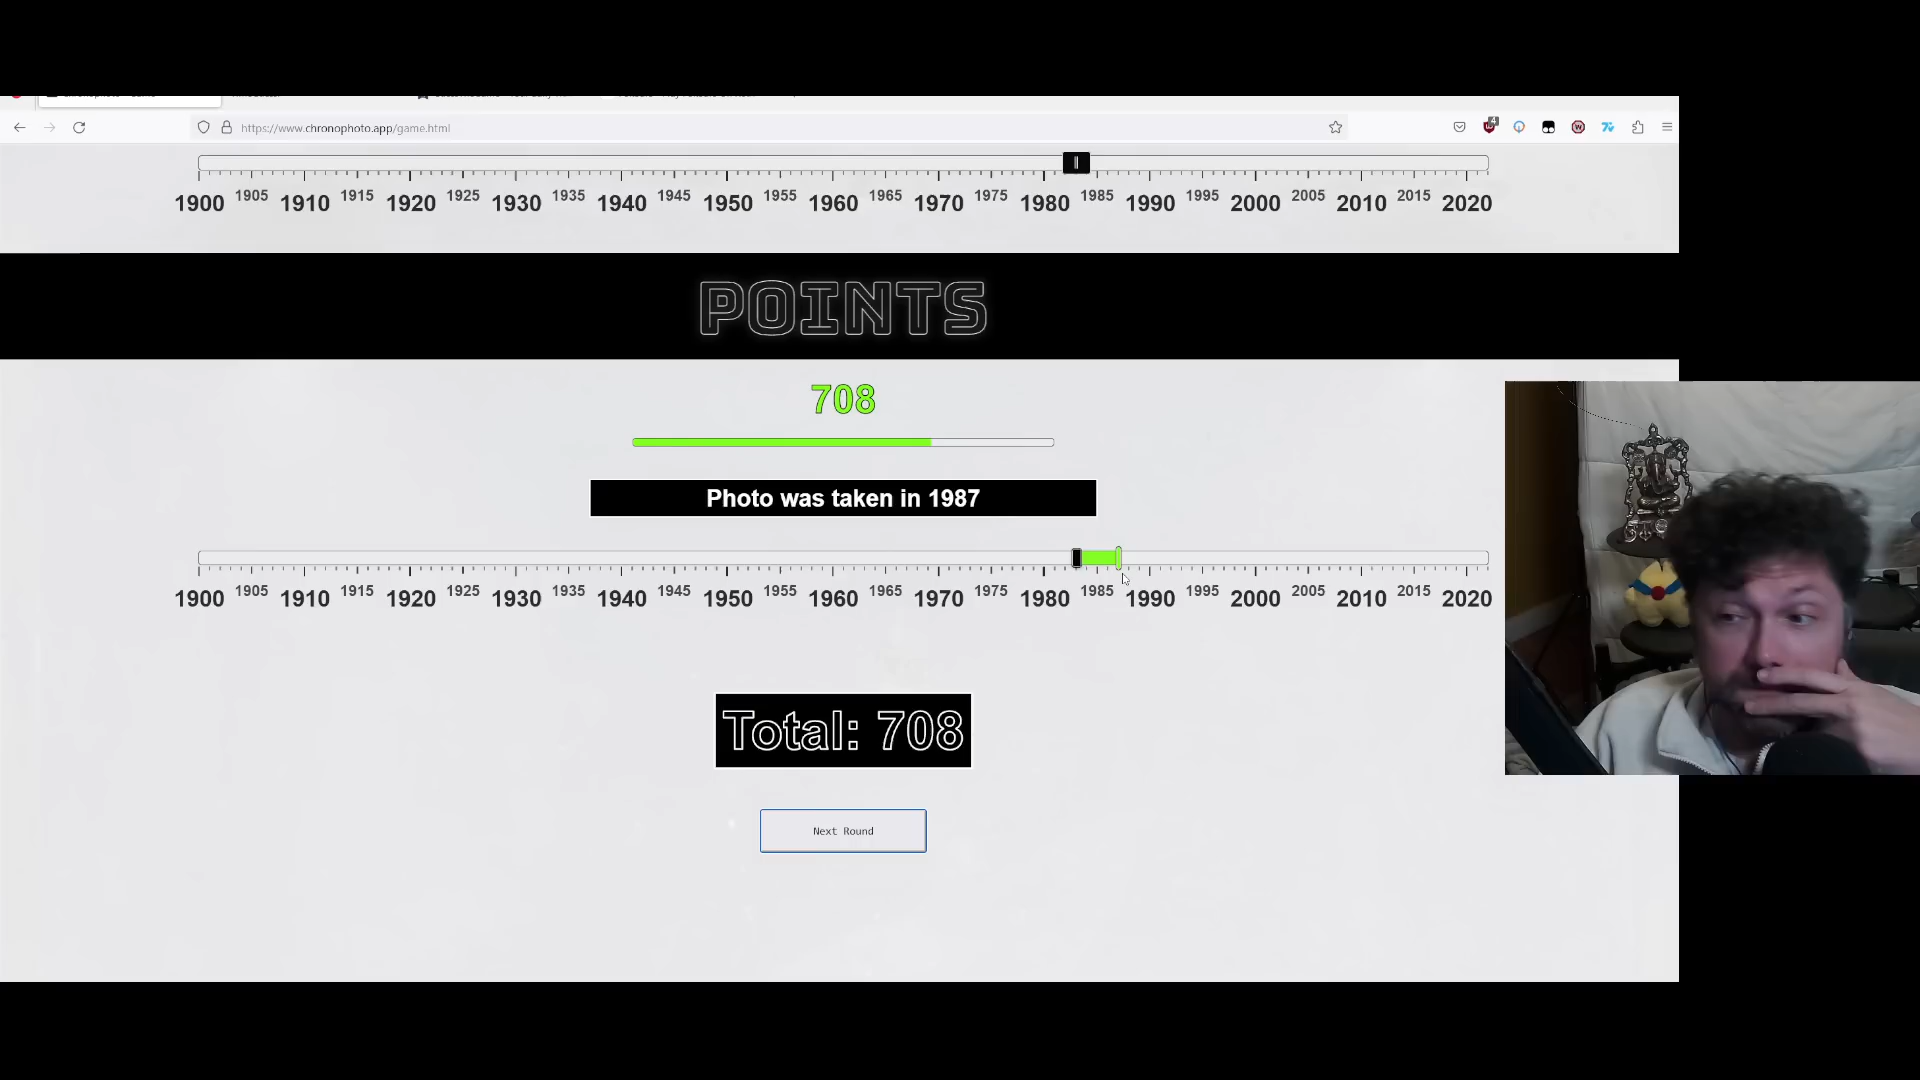 https://www.chronophoto.app/game.html
1900 1905 1910 1915 1920 1925 1930 1935 1940 1945 1950 1955 1960 1965 1970 1975 1980 1985 1990 1995 2000 2005 2010 2015 2020
POINTS
708
Photo was taken in 1987
1900 1905 1910 1915 1920 1925 1930 1935 1940 1945 1950 1955 1960 1965 1970 1975 1980 1985 1990 1995 2000 2005 2010 2015 2020
Total: 708
Next Round